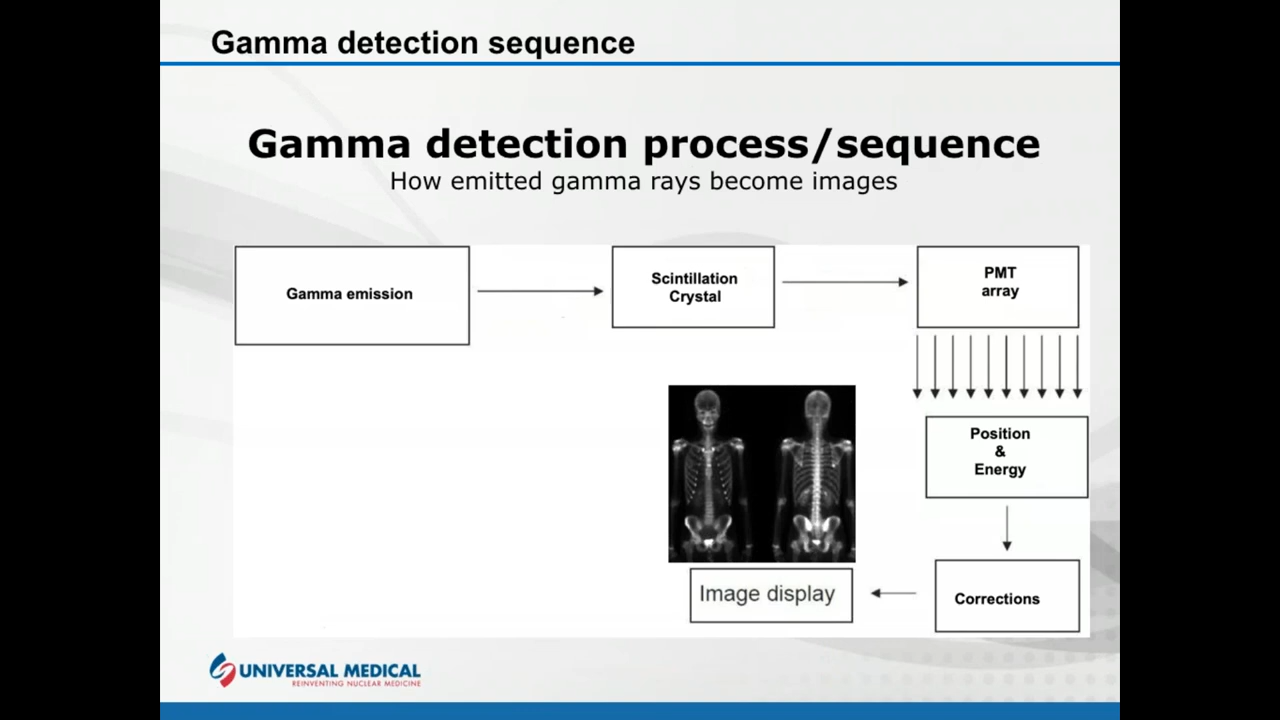 Gamma detection sequence
Gamma detection process/sequence
How emitted gamma rays become images
Gamma emission
Scintillation
Crystal
PMT
array
Position
&
Energy
Corrections
Image display
UNIVERSAL MEDICAL
REINVENTING NUCLEAR MEDICINE